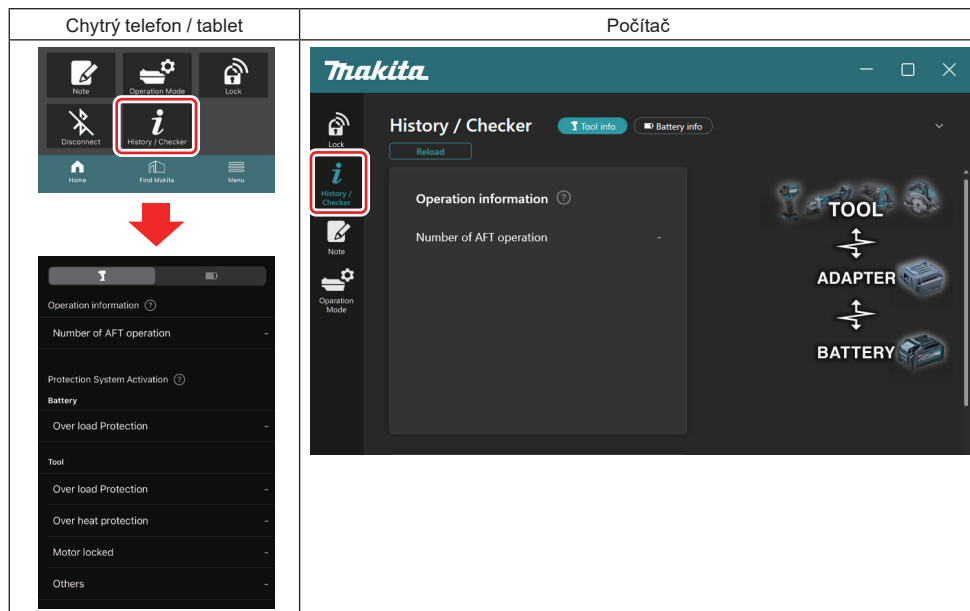 Chytrý telefon / tablet
Počítač
Note
Operation Mode
Lock
Disconnect
History / Checker
Home
Find Makita
Menu
Operation information ?
Number of AFT operation -
Protection System Activation ?
Battery
Over load Protection -
Tool
Over load Protection -
Over heat protection -
Motor locked -
Others -
Makita
Lock
History /
Checker
Note
Oparation
Mode
History / Checker
Tool info
Battery info
Reload
Operation information ?
Number of AFT operation -
TOOL
ADAPTER
BATTERY